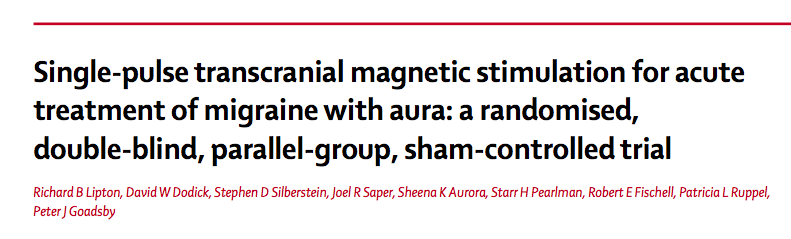 Single-pulse transcranial magnetic stimulation for acute
treatment of migraine with aura: a randomised,
double-blind, parallel-group, sham-controlled trial
Richard B Lipton, David W Dodick, Stephen D Silberstein, Joel R Saper, Sheena K Aurora, Starr H Pearlman, Robert E Fischell, Patricia L Ruppel,
Peter J Goadsby